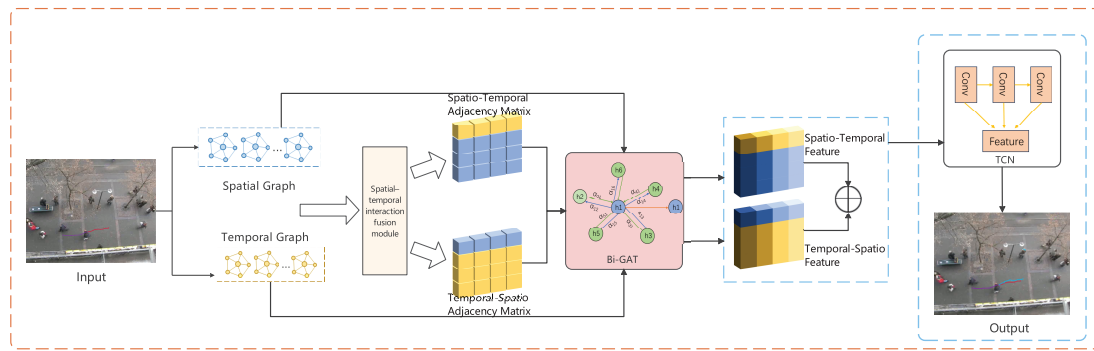 Input
Spatial Graph
Temporal Graph
Spatial–
temporal
interaction
fusion
module
Spatio-Temporal
Adjacency Matrix
Temporal-Spatio
Adjacency Matrix
h6
h2
h4
h1
h1
h5
h3
Bi-GAT
Spatio-Temporal
Feature
Temporal-Spatio
Feature
Conv
Conv
Conv
Feature
TCN
Output